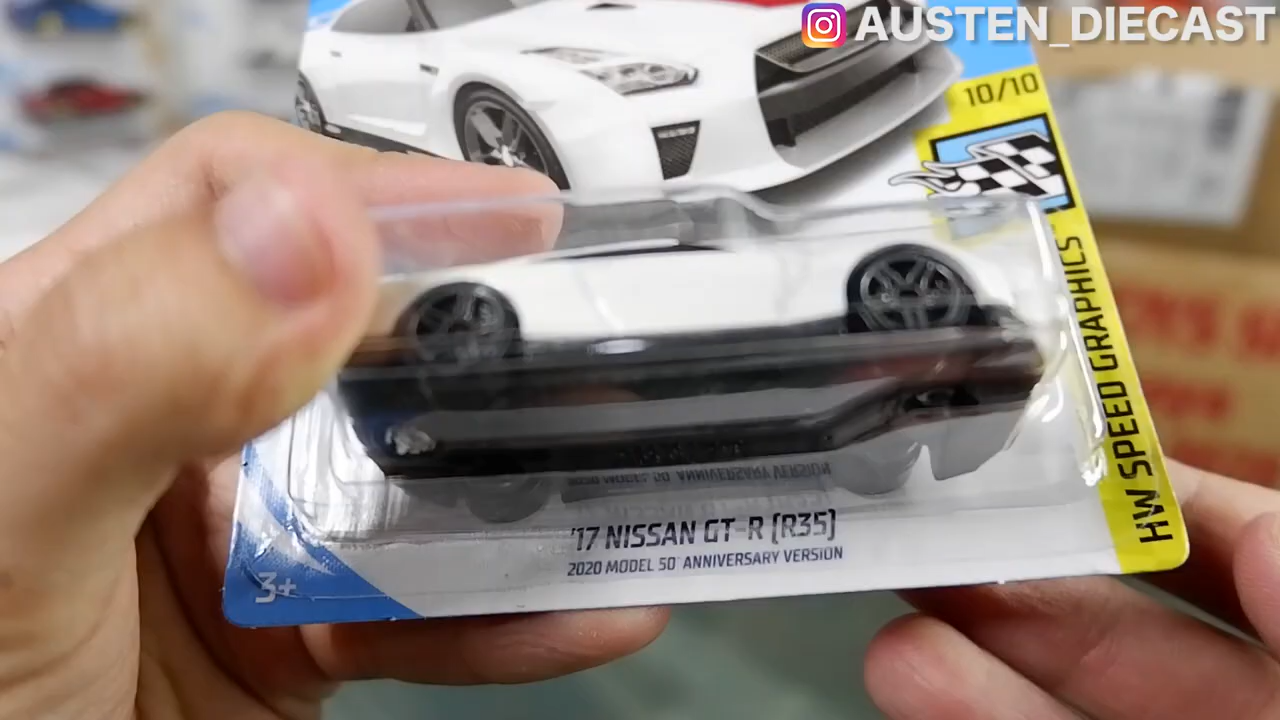 AUSTEN_DIECAST
10/10
HW SPEED GRAPHICS
'17 NISSAN GT-R [R35]
2020 MODEL 50 ANNIVERSARY VERSION
3+